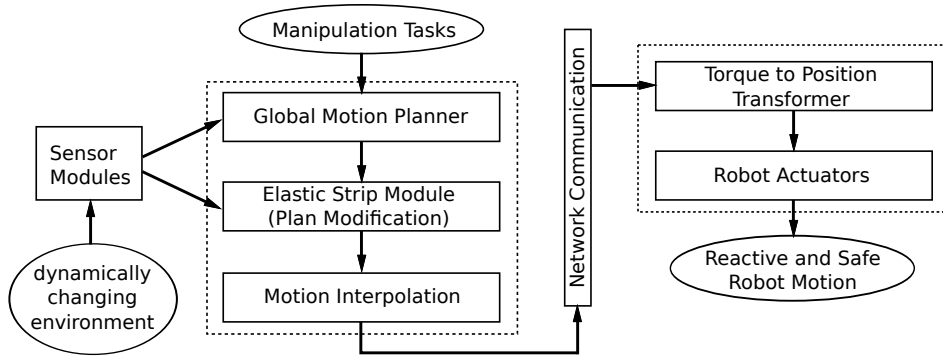 Manipulation Tasks
Global Motion Planner
Sensor
Modules
Elastic Strip Module
(Plan Modification)
dynamically
changing
environment
Motion Interpolation
Network Communication
Torque to Position
Transformer
Robot Actuators
Reactive and Safe
Robot Motion